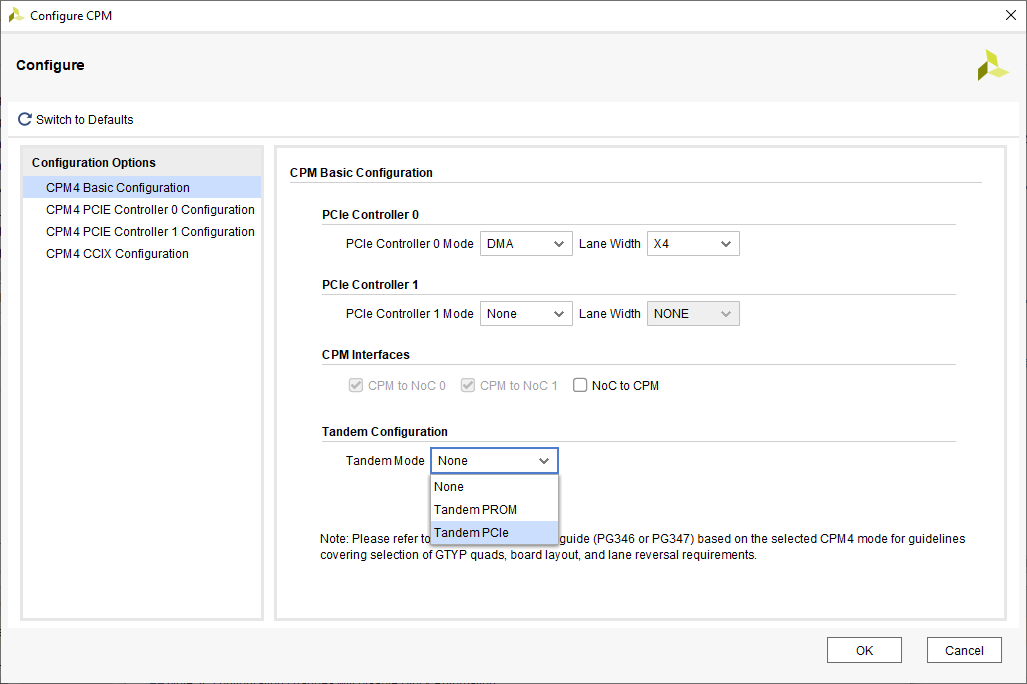 Configure CPM
Configure
Switch to Defaults
Configuration Options
CPM4 Basic Configuration
CPM4 PCIE Controller 0 Configuration
CPM4 PCIE Controller 1 Configuration
CPM4 CCIX Configuration
CPM Basic Configuration
PCIe Controller 0
PCIe Controller 0 Mode DMA Lane Width X4
PCIe Controller 1
PCIe Controller 1 Mode None Lane Width NONE
CPM Interfaces
CPM to NoC 0 CPM to NoC 1 NoC to CPM
Tandem Configuration
Tandem Mode None
None
Tandem PROM
Tandem PCIe
Note: Please refer to guide (PG346 or PG347) based on the selected CPM4 mode for guidelines
covering selection of GTYP quads, board layout, and lane reversal requirements.
OK Cancel